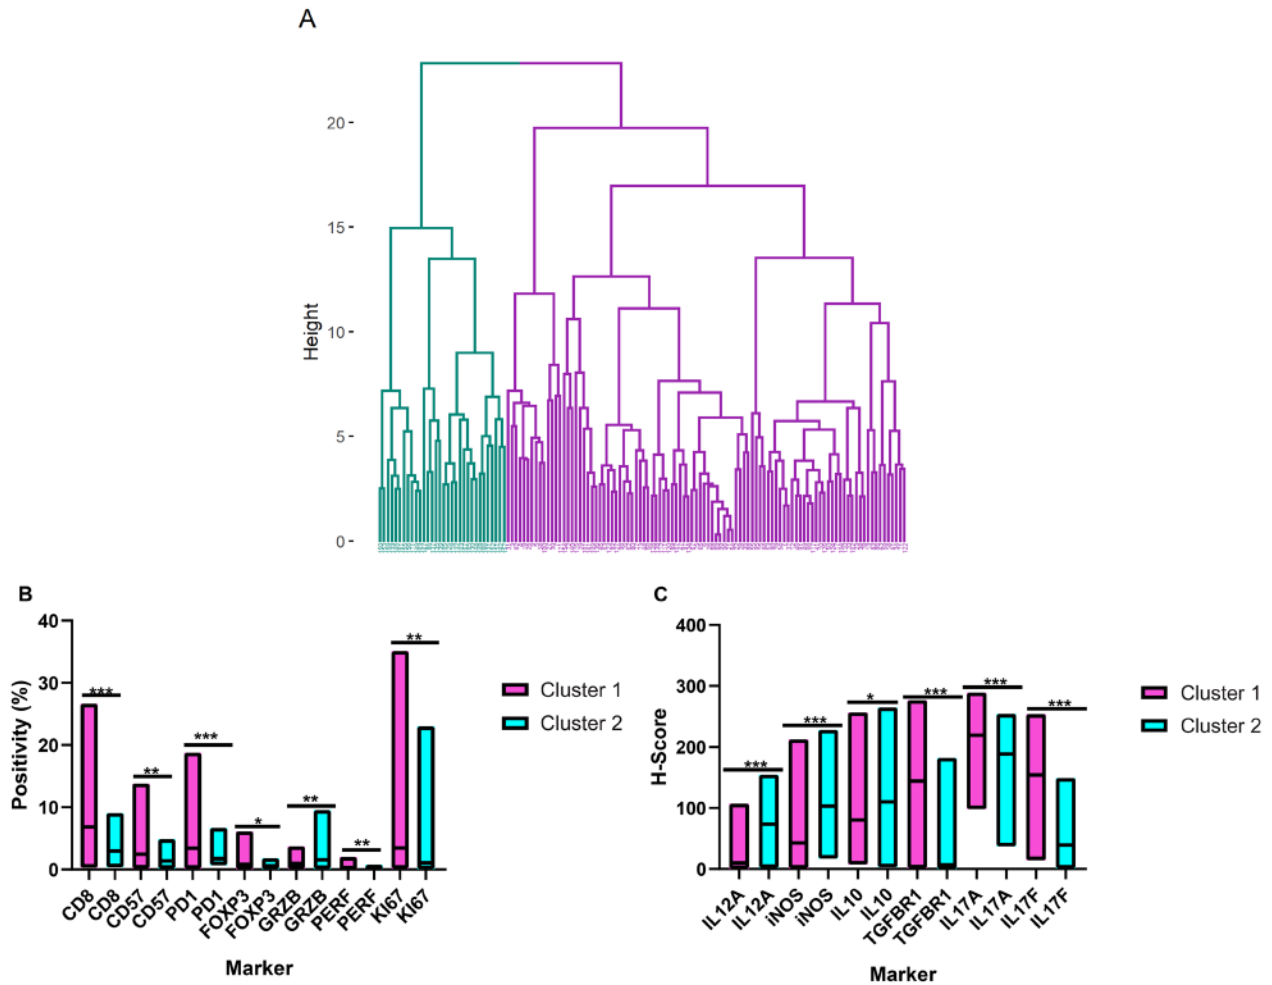 A
20
15
10
5
0
Height
B
40
30
20
10
0
Positivity (%)
***
**
***
*
**
**
**
Cluster 1
Cluster 2
CD8
CD8
CD57
CD57
PD1
PD1
FOXP3
FOXP3
GRZB
GRZB
PERF
PERF
KI67
KI67
Marker
C
400
300
200
100
0
H-Score
***
***
*
***
***
***
Cluster 1
Cluster 2
IL12A
IL12A
iNOS
iNOS
IL10
IL10
TGFBR1
TGFBR1
IL17A
IL17A
IL17F
IL17F
Marker